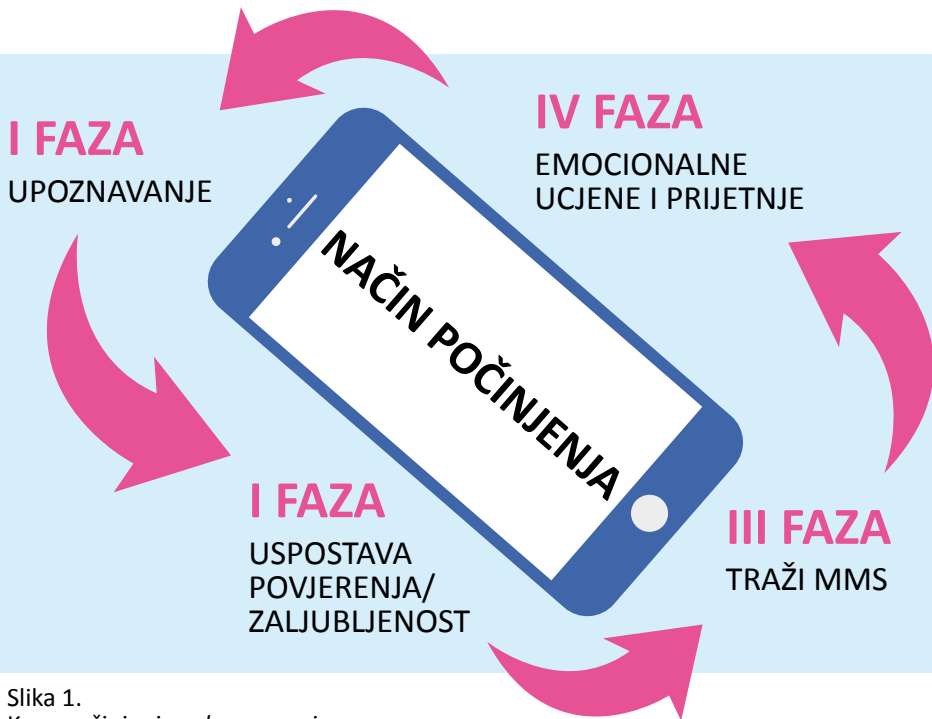 I FAZA
UPOZNAVANJE
IV FAZA
EMOCIONALNE
UCJENE I PRIJETNJE
NAČIN POČINJENJA
I FAZA
USPOSTAVA
POVJERENJA/
ZALJUBLJENOST
III FAZA
TRAŽI MMS
Slika 1.